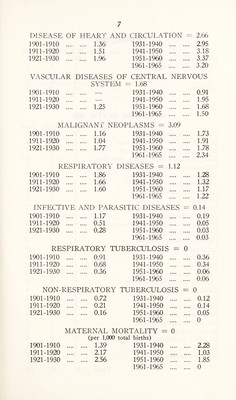 7
DISEASE OF HEART AND CIRCULATION = 2.66
1901-1910 .... .... 1.36 1931-1940 .... .... 2.95
1911-1920 .... .... 1.51 1941-1950 .... .... 3.18
1921-1930 .... .... 1.96 1951-1960 .... .... 3.37
1961-1965 .... .... 3.20
VASCULAR DISEASES OF CENTRAL NERVOUS
SYSTEM = 1.68
1901-1910 .... .... — 1931-1940 .... .... 0.91
1911-1920 .... .... — 1941-1950 .... .... 1.95
1921-1930 .... .... 1.25 1951-1960 .... .... 1.68
1961-1965 .... .... 1.50
MALIGNANT NEOPLASMS = 3.09
1901-1910 .... .... 1.16 1931-1940 .... .... 1.73
1911-1920 .... .... 1.04 1941-1950 .... .... 1.91
1921-1930 .... .... 1.77 1951-1960 .... .... 1.78
1961-1965 .... .... 2.34
RESPIRATORY DISEASES = 1.12
1901-1910 .... .... 1.86 1931-1940 .... .... 1.28
1911-1920 .... .... 1.66 1941-1950 .... .... 1.32
1921-1930 .... .... 1.60 1951-1960 .... .... 1.17
1961-1965 .... .... 1.22
INFECTIVE AND PARASITIC DISEASES = 0.14
1901-1910 .... .... 1.17 1931-1940 .... .... 0.19
1911-1920 .... .... 0.51 1941-1950 .... .... 0.05
1921-1930 .... .... 0.28 1951-1960 .... .... 0.03
1961-1965 .... .... 0.03
RESPIRATORY TUBERCULOSIS = 0
1901-1910 .... .... 0.91 1931-1940 .... .... 0.36
1911-1920 .... .... 0.68 1941-1950 .... .... 0.34
1921-1930 .... .... 0.36 1951-1960 .... .... 0.06
1961-1965 .... .... 0.06
NON-RESPIRATORY TUBERCULOSIS = 0
1901-1910 .... .... 0.72 1931-1940 .... .... 0.12
1911-1920 .... .... 0.21 1941-1950 .... .... 0.14
1921-1930 .... .... 0.16 1951-1960 .... .... 0.05
1961-1965 .... .... 0
MATERNAL MORTALITY = 0
(per 1,000 total births)
1901-1910 .... .... 1.39 1931-1940 .... .... 2.28
1911-1920 .... .... 2.17 1941-1950 .... .... 1.03
1921-1930 .... .... 2.56 1951-1960 .... .... 1.85
1961-1965 .... .... 0